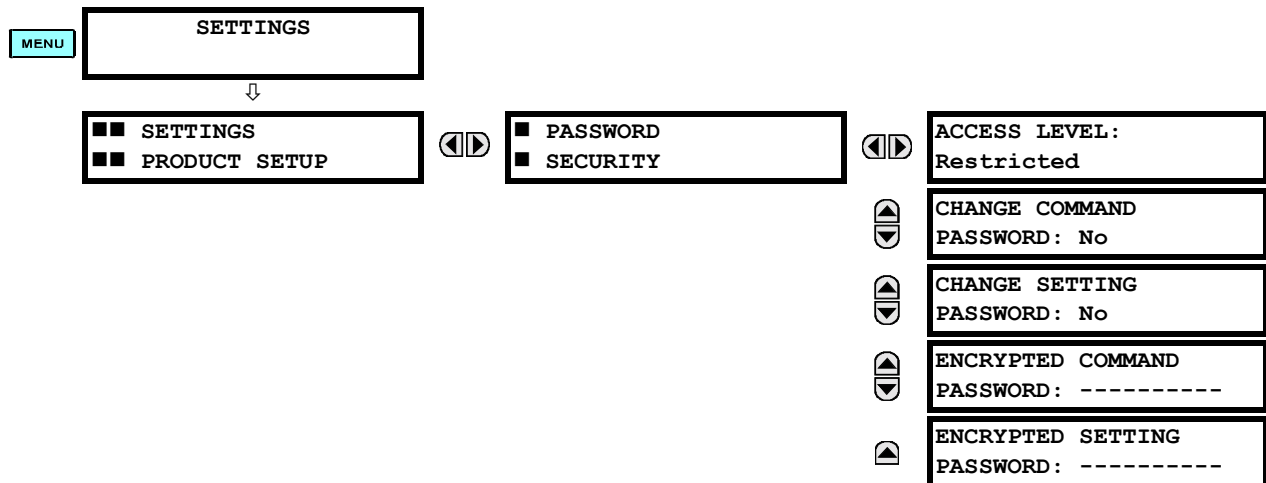 MENU
SETTINGS
⇩
■■ SETTINGS
■■ PRODUCT SETUP
■ PASSWORD
■ SECURITY
ACCESS LEVEL:
Restricted
CHANGE COMMAND
PASSWORD: No
CHANGE SETTING
PASSWORD: No
ENCRYPTED COMMAND
PASSWORD: ----------
ENCRYPTED SETTING
PASSWORD: ----------